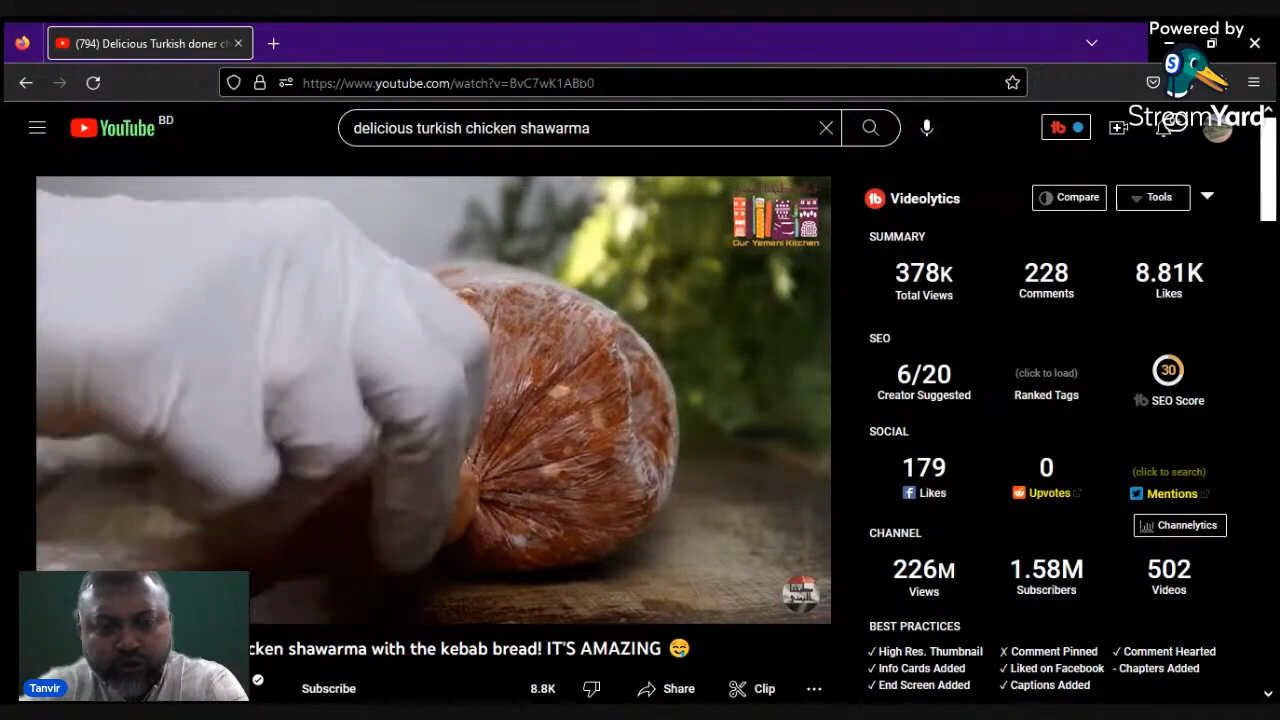 Powered by
StreamYard
(794) Delicious Turkish doner ch
https://www.youtube.com/watch?v=BvC7wK1ABb0
YouTube BD
delicious turkish chicken shawarma
Our Yemeni Kitchen
Videolytics
Compare
Tools
SUMMARY
378K
228
8.81K
Total Views
Comments
Likes
SEO
6/20
(click to load)
30
Creator Suggested
Ranked Tags
SEO Score
SOCIAL
179
0
(click to search)
Likes
Upvotes
Mentions
Channelytics
CHANNEL
226M
1.58M
502
Views
Subscribers
Videos
BEST PRACTICES
✓ High Res. Thumbnail
✗ Comment Pinned
✓ Comment Hearted
✓ Info Cards Added
✓ Liked on Facebook
- Chapters Added
✓ End Screen Added
✓ Captions Added
cken shawarma with the kebab bread! IT'S AMAZING 🤤
Subscribe
8.8K
Share
Clip
Tanvir